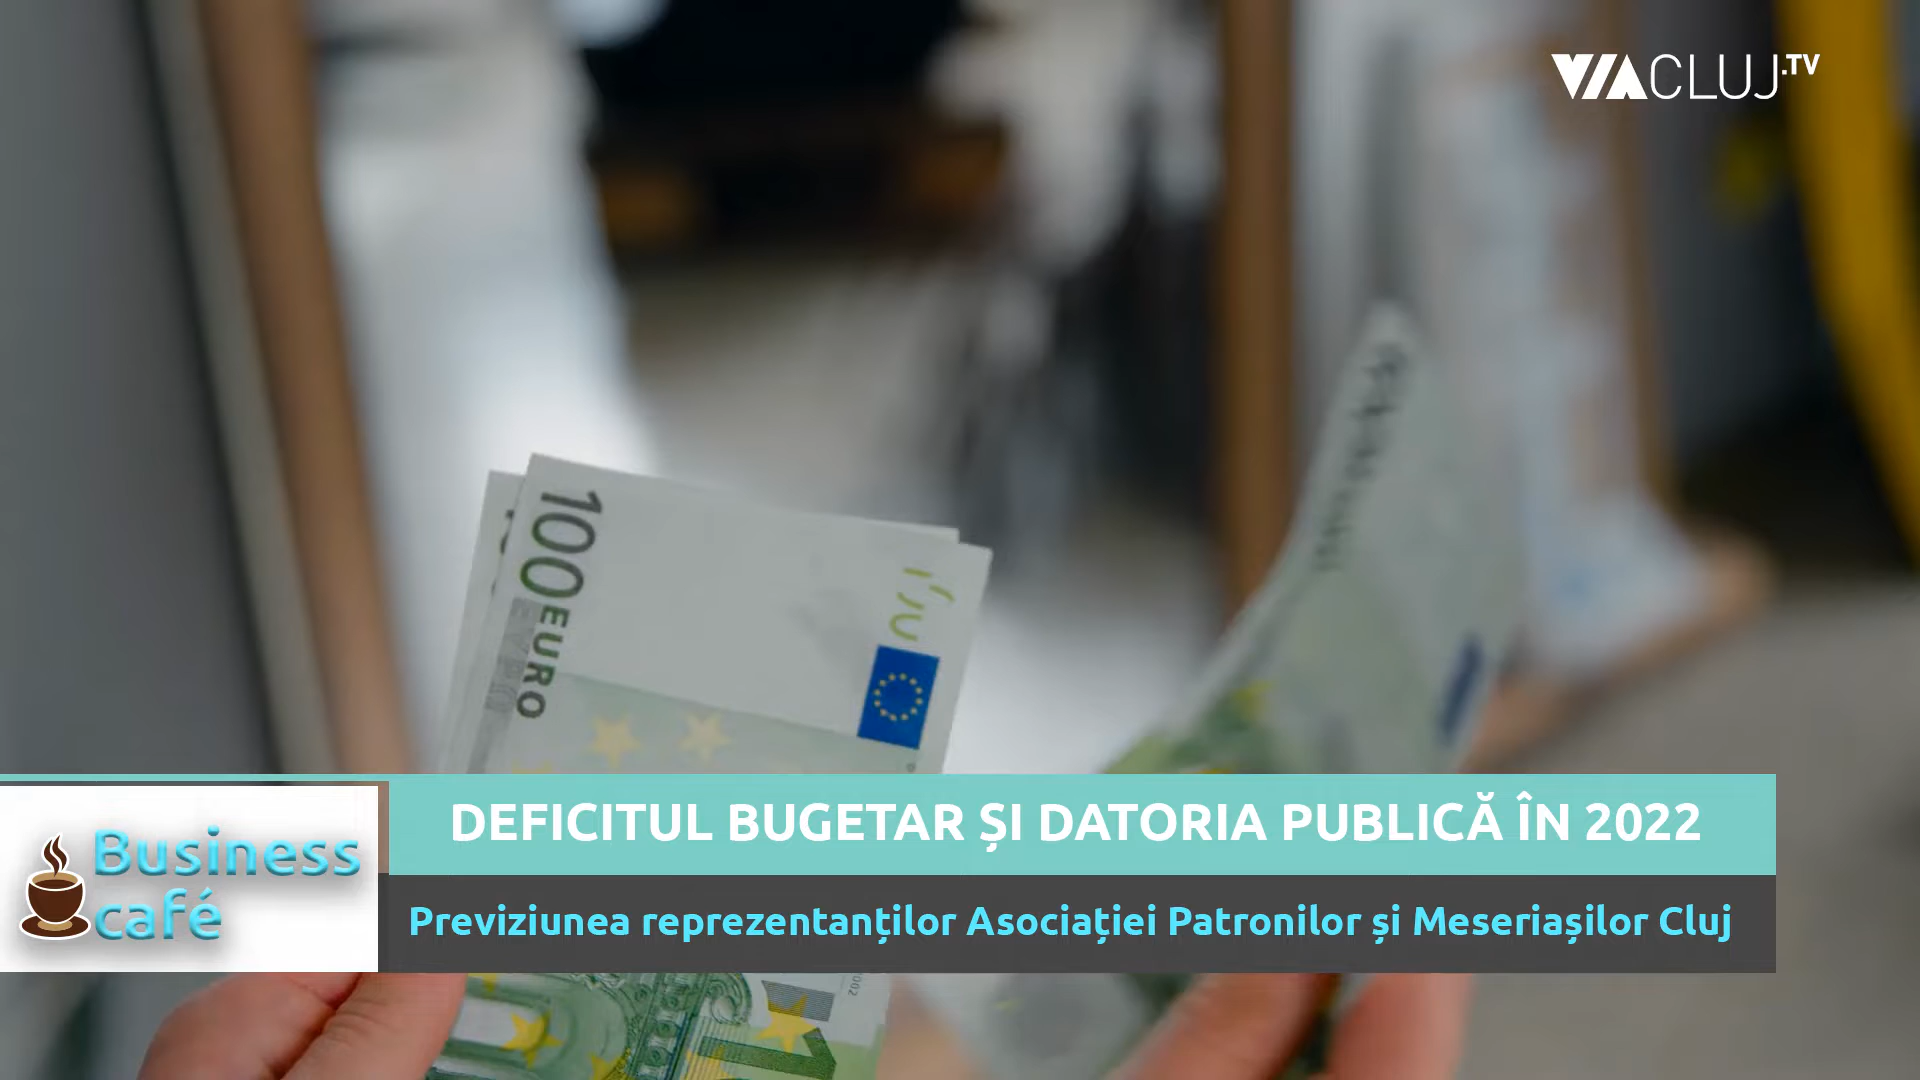 VIACLUJ.TV
100 EURO
DEFICITUL BUGETAR ȘI DATORIA PUBLICĂ ÎN 2022
Business
café
Previziunea reprezentanților Asociației Patronilor și Meseriașilor Cluj
2002